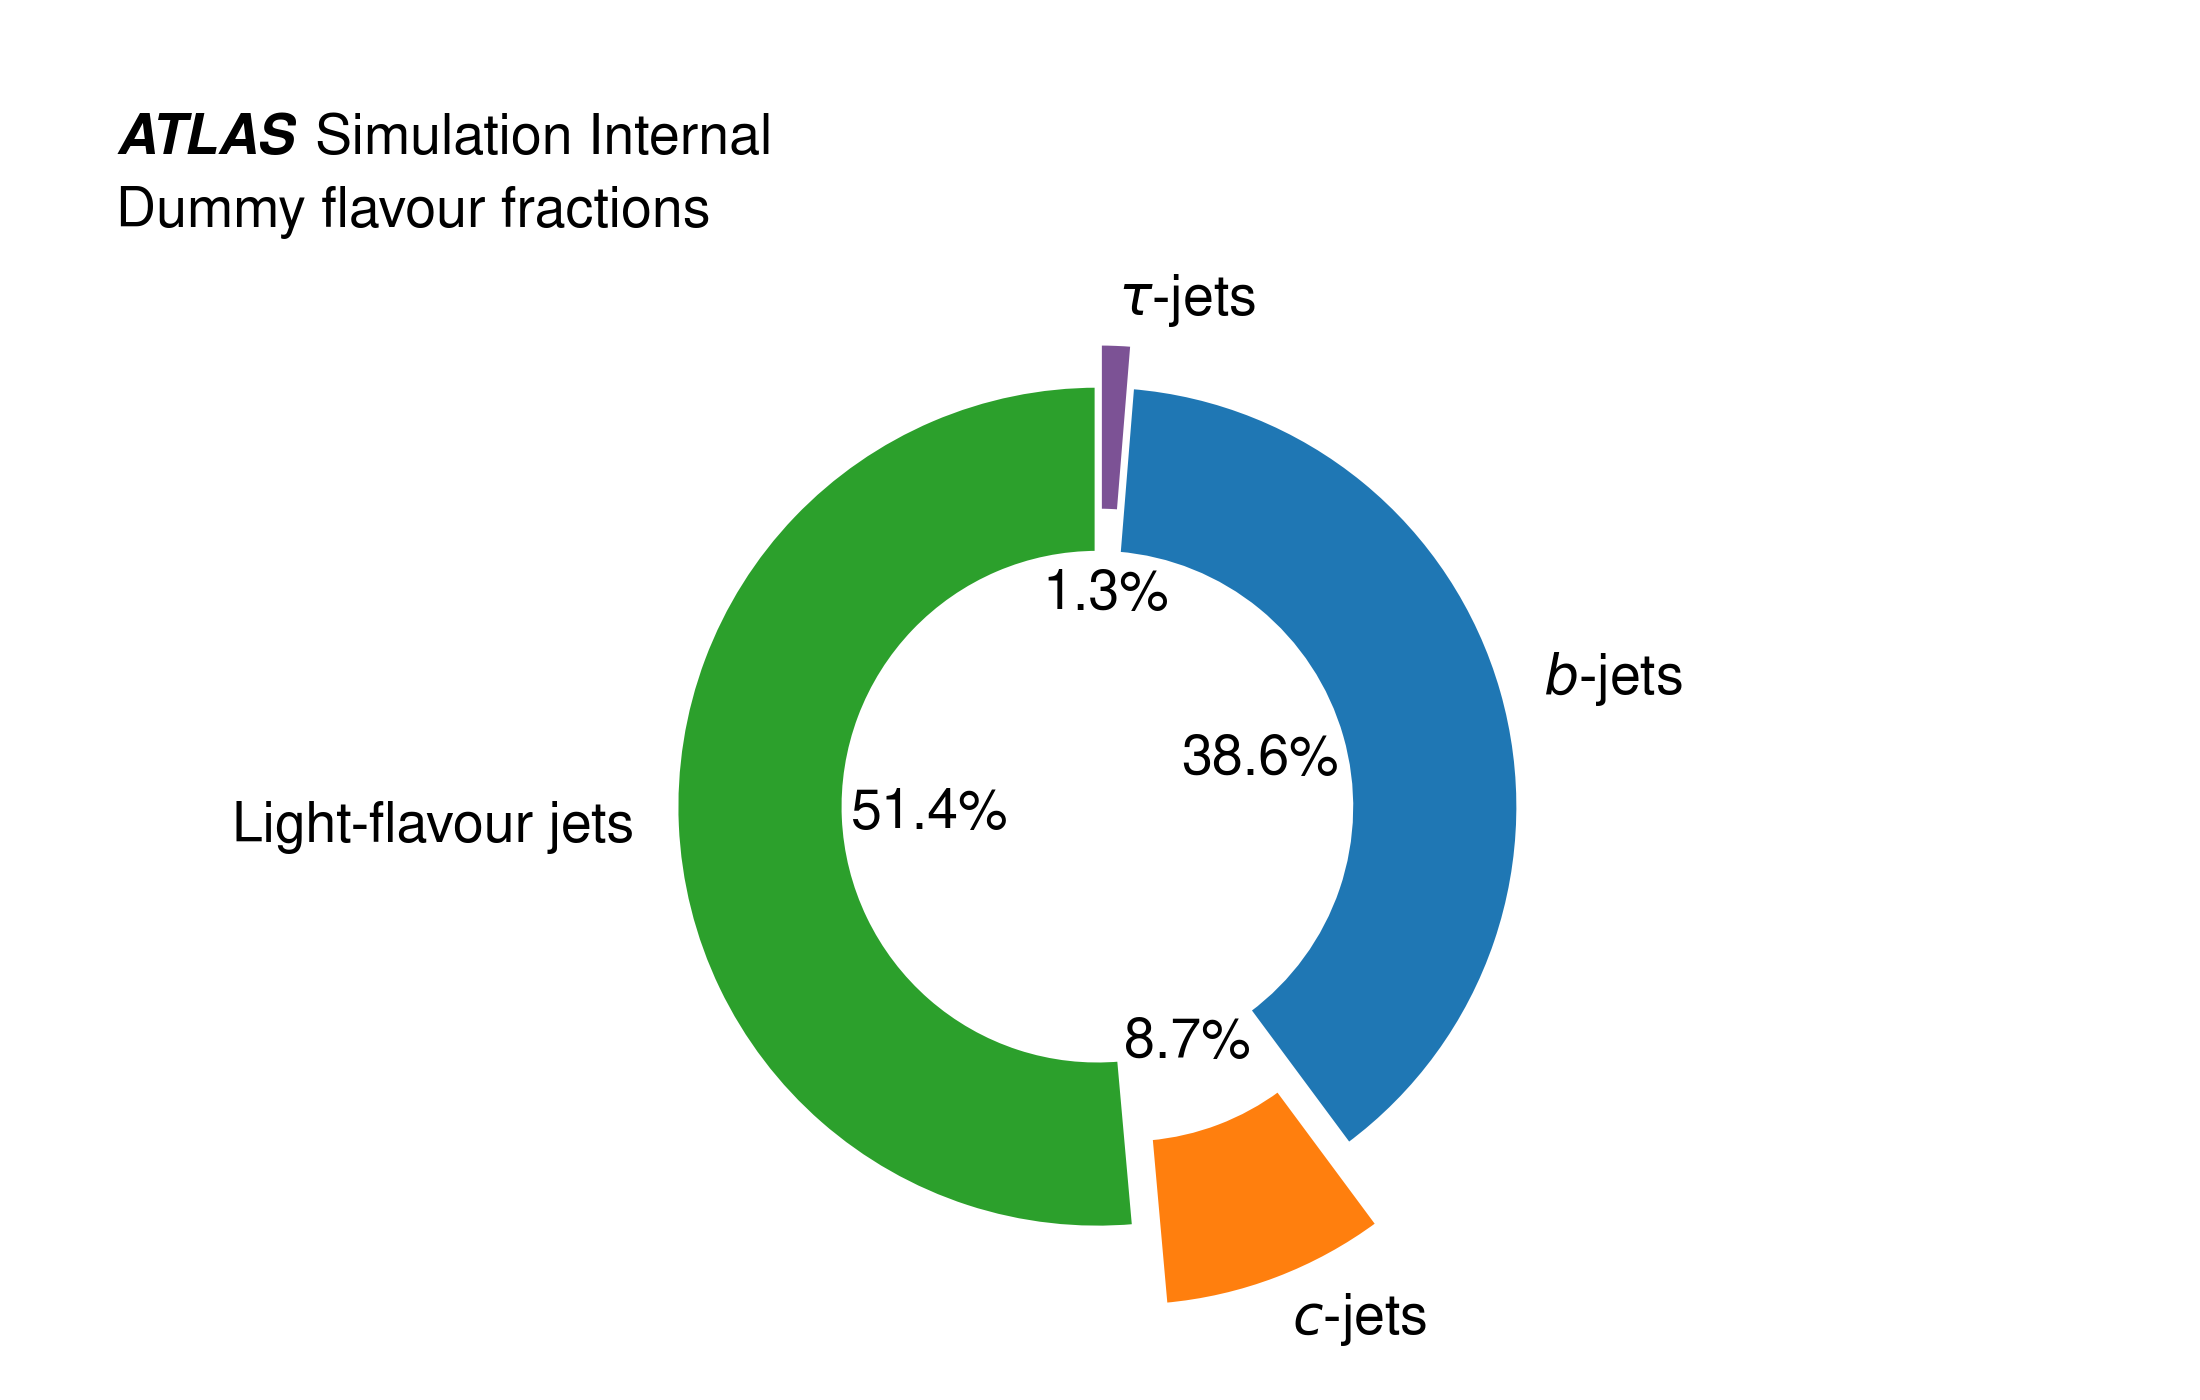 ATLAS Simulation Internal
Dummy flavour fractions
τ-jets
1.3%
b-jets
38.6%
51.4%
Light-flavour jets
8.7%
c-jets